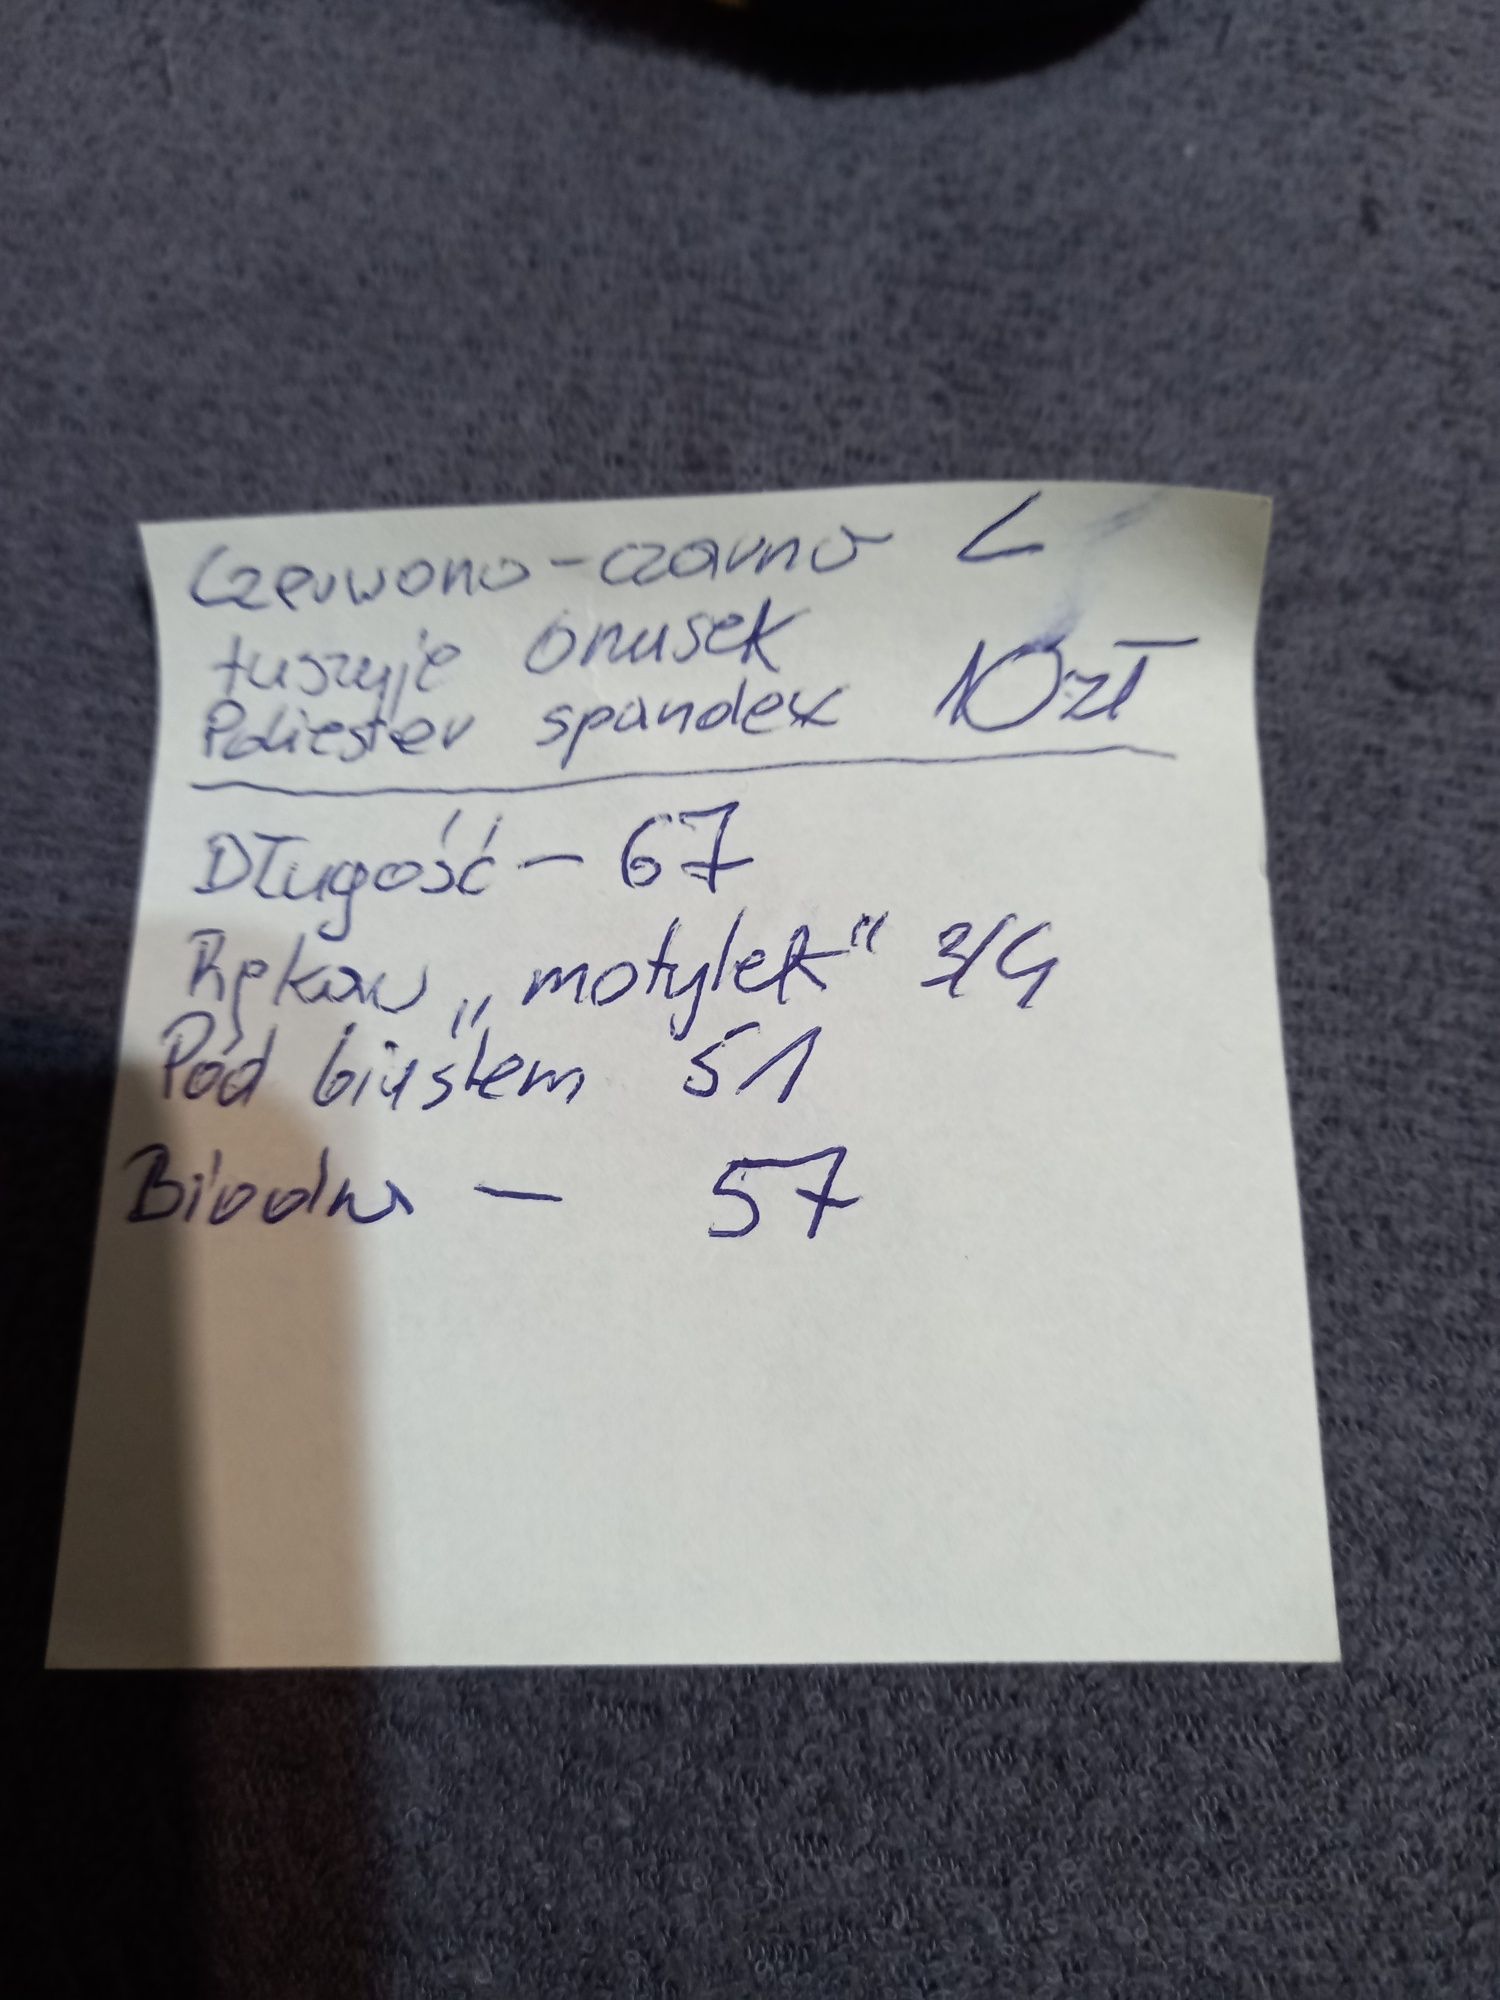 Czerwono-czarna L
tuszuje brzusek
Poliester spandex 10zł
Długość - 67
Rękaw „motylek" 3/4
Pod biustem 51
Biodra - 57